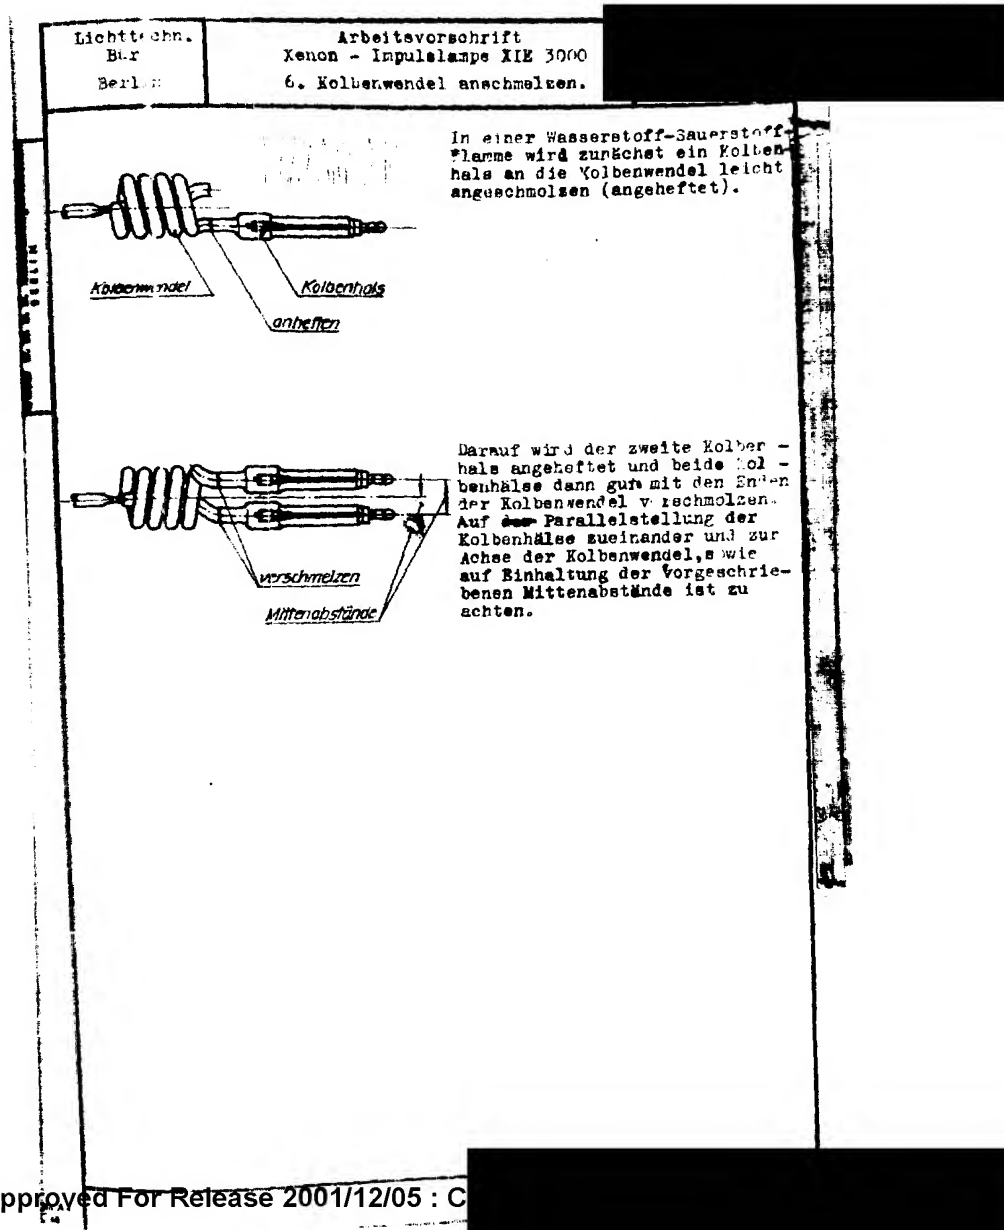 Lichttechn.
Berlin
Arbeitsvorschrift
Xenon - Impulslampe XIE 3000
6. Kolbenwendel anschmelzen.
In einer Wasserstoff-Sauerstoff-
flamme wird zunächst ein Kolben-
hals an die Kolbenwendel leicht
angeschmolzen (angeheftet).
Kolbenwendel
Kolbenhals
anheften
BERLIN
Darauf wird der zweite Kolben -
hals angeheftet und beide Kol -
benhälse dann gut mit den Enden
der Kolbenwendel verschmolzen.
Auf Parallelstellung der
Kolbenhälse zueinander und zur
Achse der Kolbenwendel, sowie
auf Einhaltung der Vorgeschrie-
benen Mittenabstände ist zu
achten.
verschmelzen
Mittenabstände
pproved For Release 2001/12/05 : C